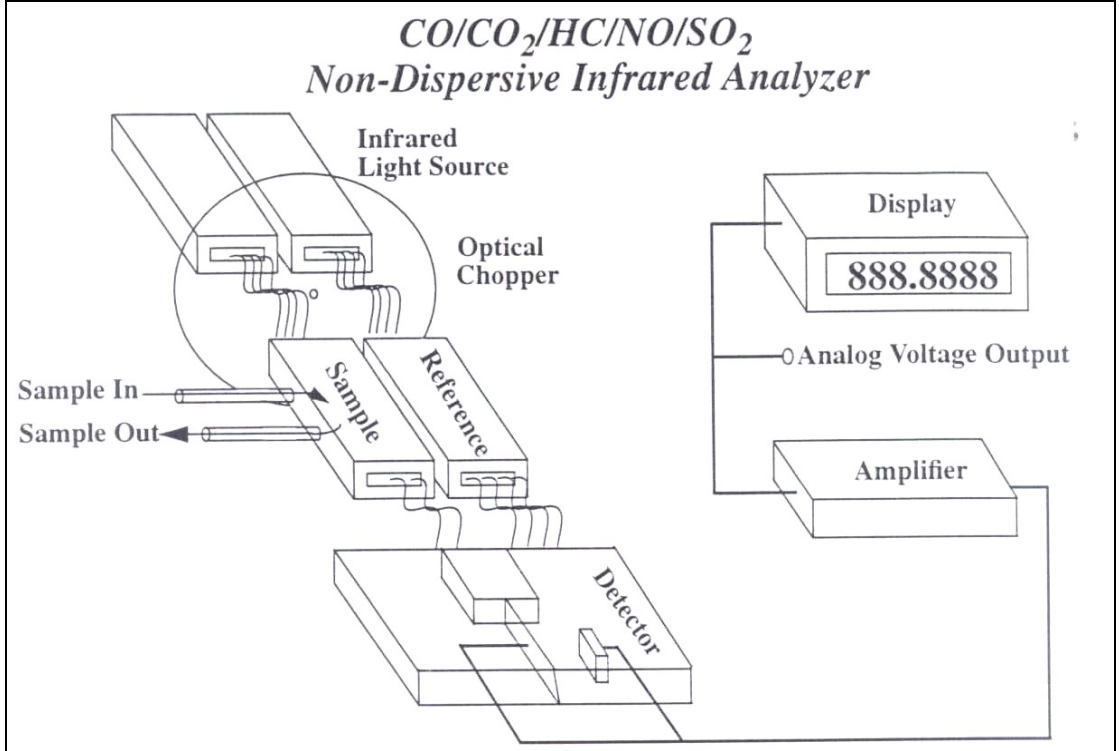 CO/CO₂/HC/NO/SO₂
Non-Dispersive Infrared Analyzer
Infrared
Light Source
Optical
Chopper
Display
888.8888
Analog Voltage Output
Sample In
Sample Out
Sample
Reference
Amplifier
Detector